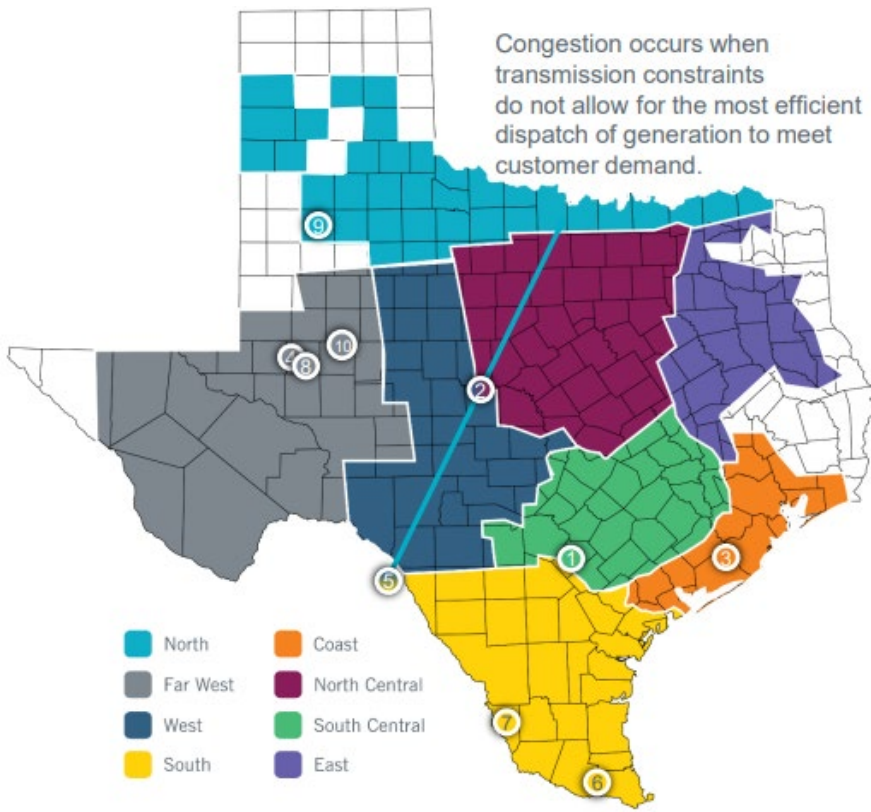 Congestion occurs when
transmission constraints
do not allow for the most efficient
dispatch of generation to meet
customer demand.
9
10
4
8
2
1
3
5
7
6
North
Coast
Far West
North Central
West
South Central
South
East